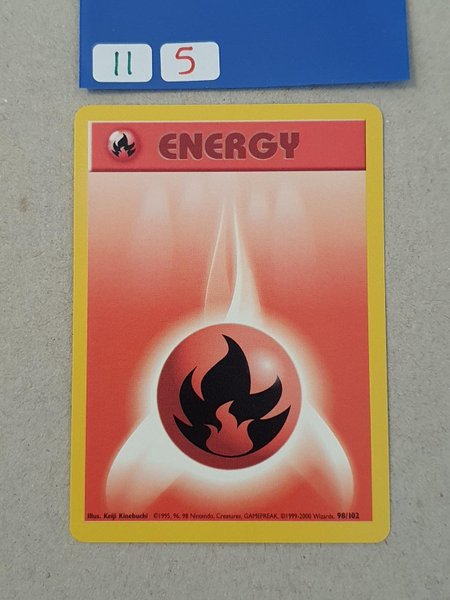 11 5
ENERGY
Illus. Keiji Kinebuchi ©1995, 96, 98 Nintendo, Creatures, GAMEFREAK. ©1999-2000 Wizards. 98/102